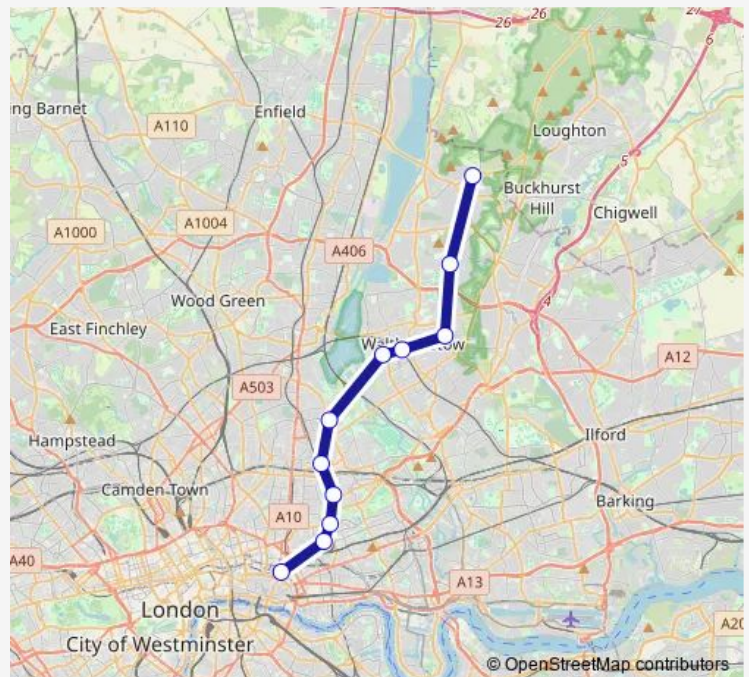 26
26
27
6
ng Barnet
Enfield
A110
Loughton
5
Buckhurst
Hill
Chigwell
A1004
A1000
A406
4
Wood Green
East Finchley
A12
A503
Hampstead
Ilford
Camden Town
Barking
A10
A40
A13
London
A20
City of Westminster
© OpenStreetMap contributors